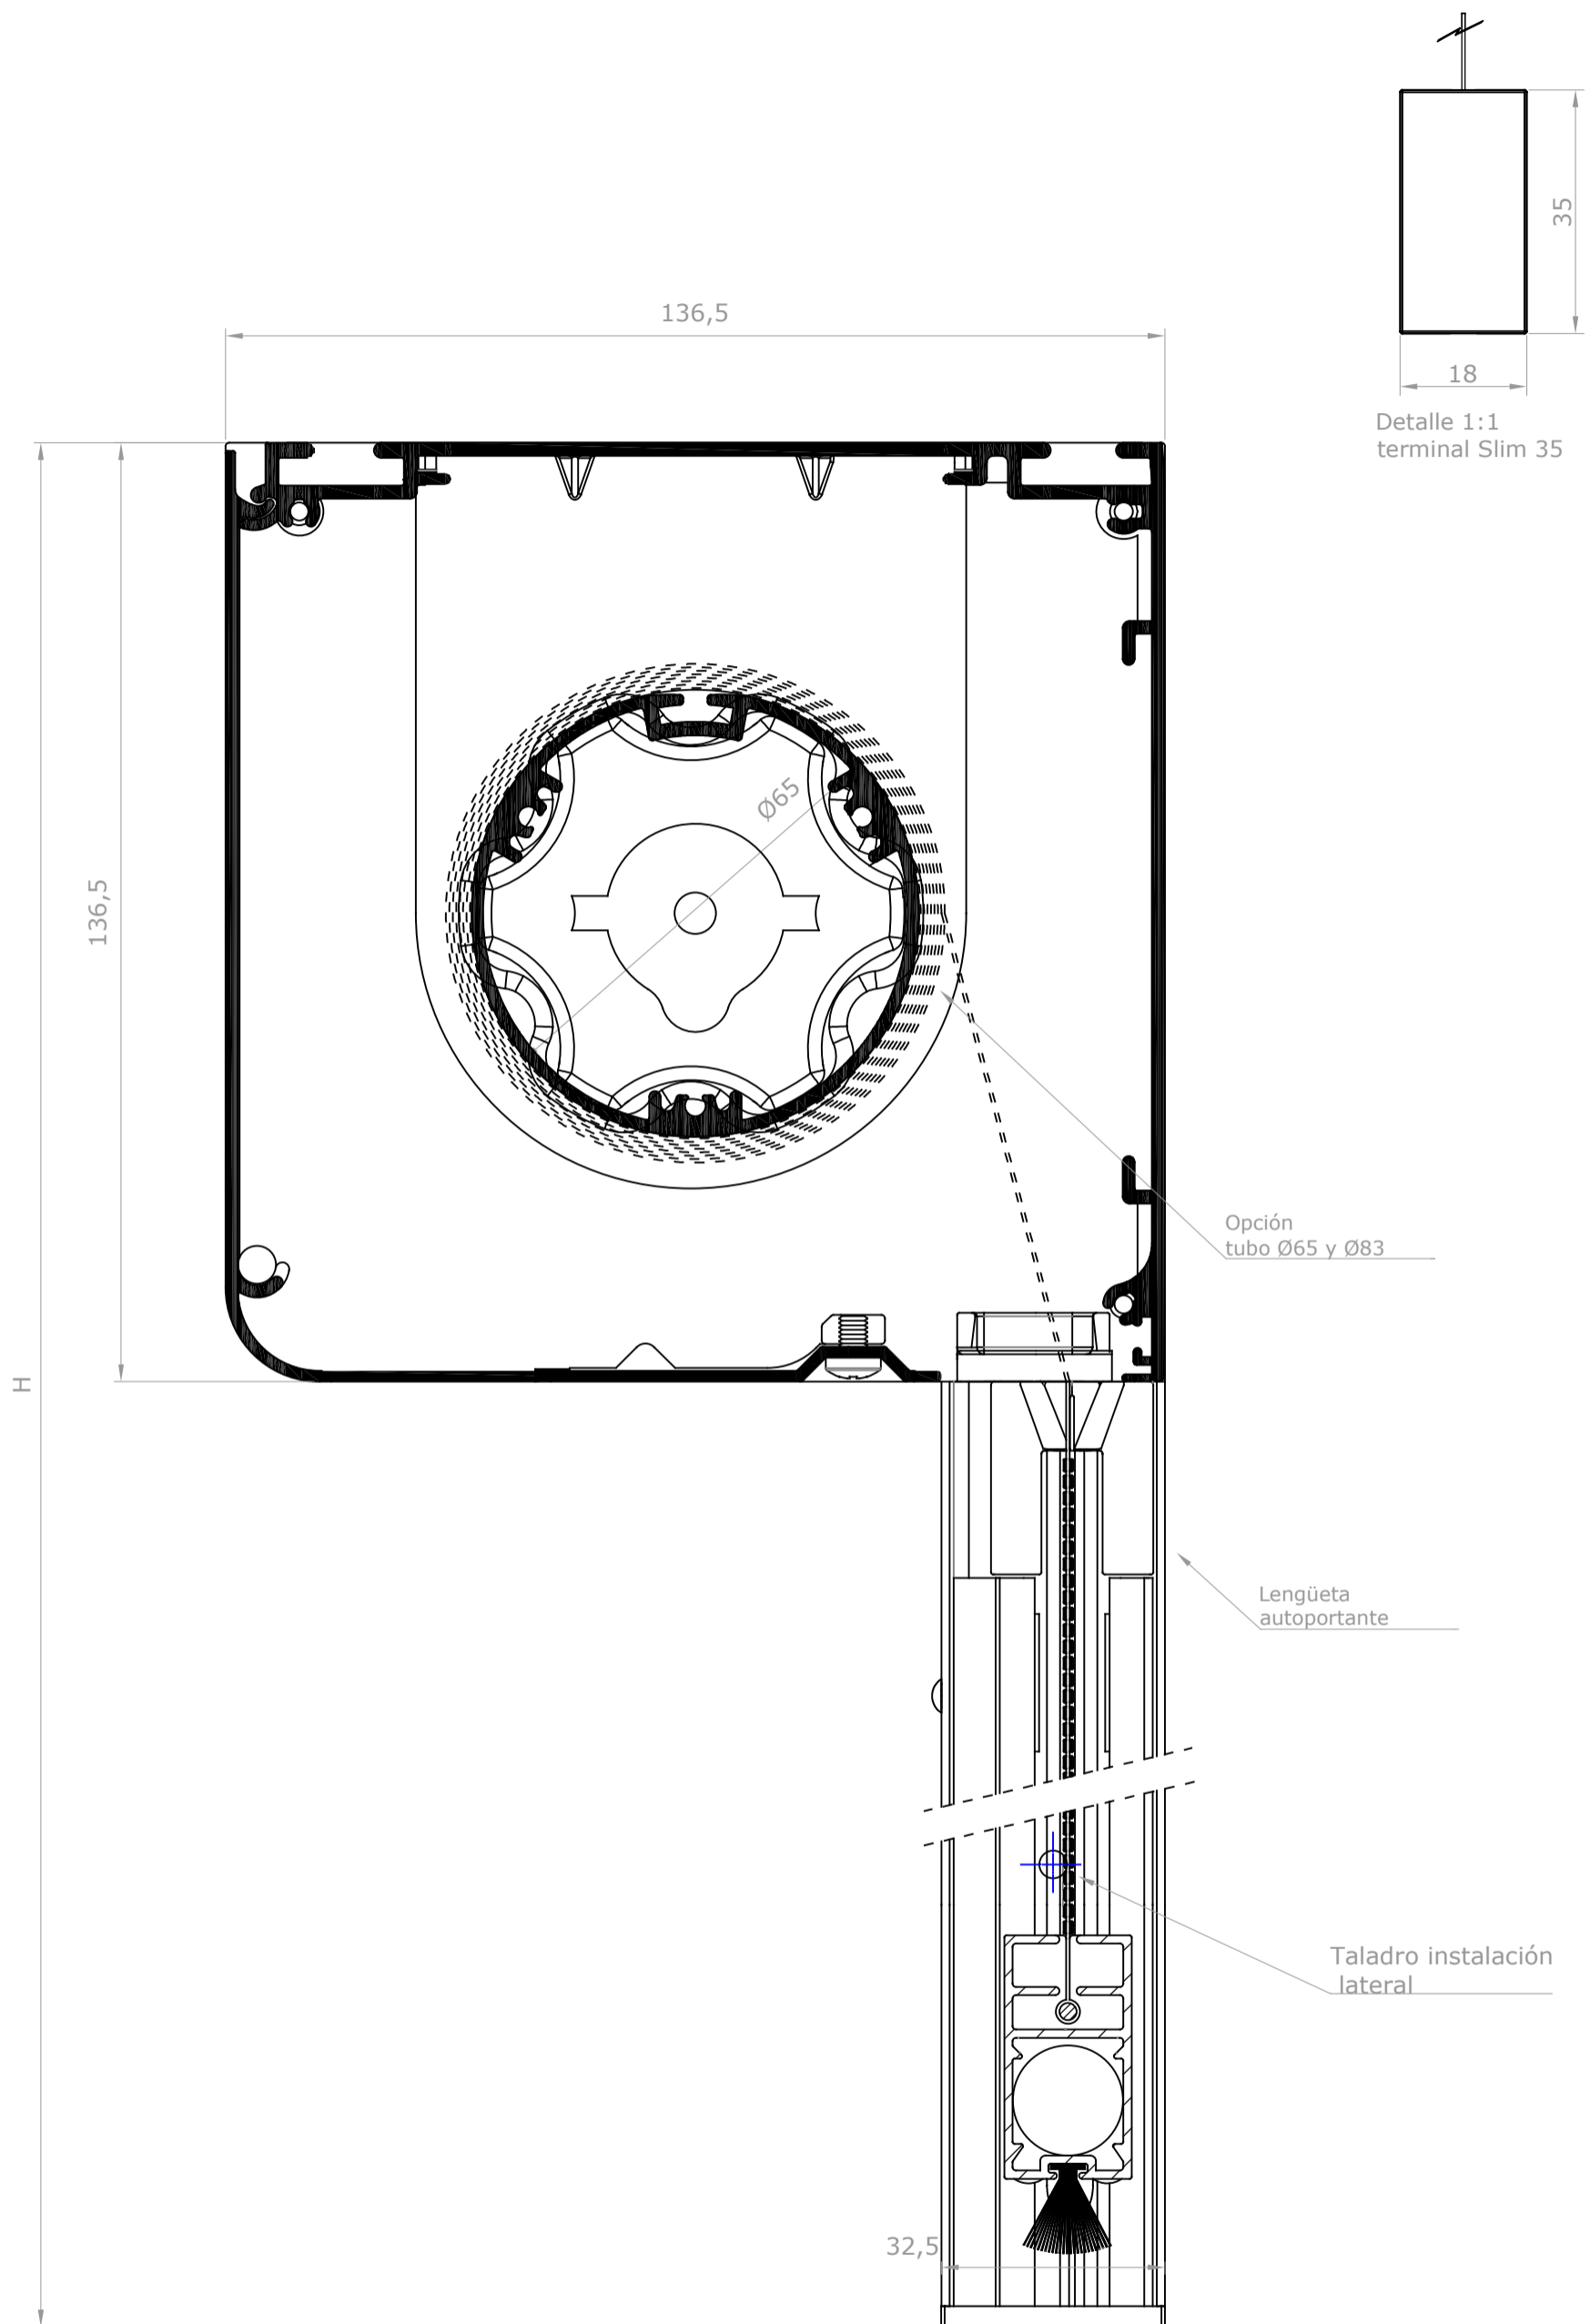 35
18
Detalle 1:1
terminal Slim 35
136,5
136,5
Ø65
Opción
tubo Ø65 y Ø83
H
Lengüeta
autoportante
Taladro instalación
lateral
32,5